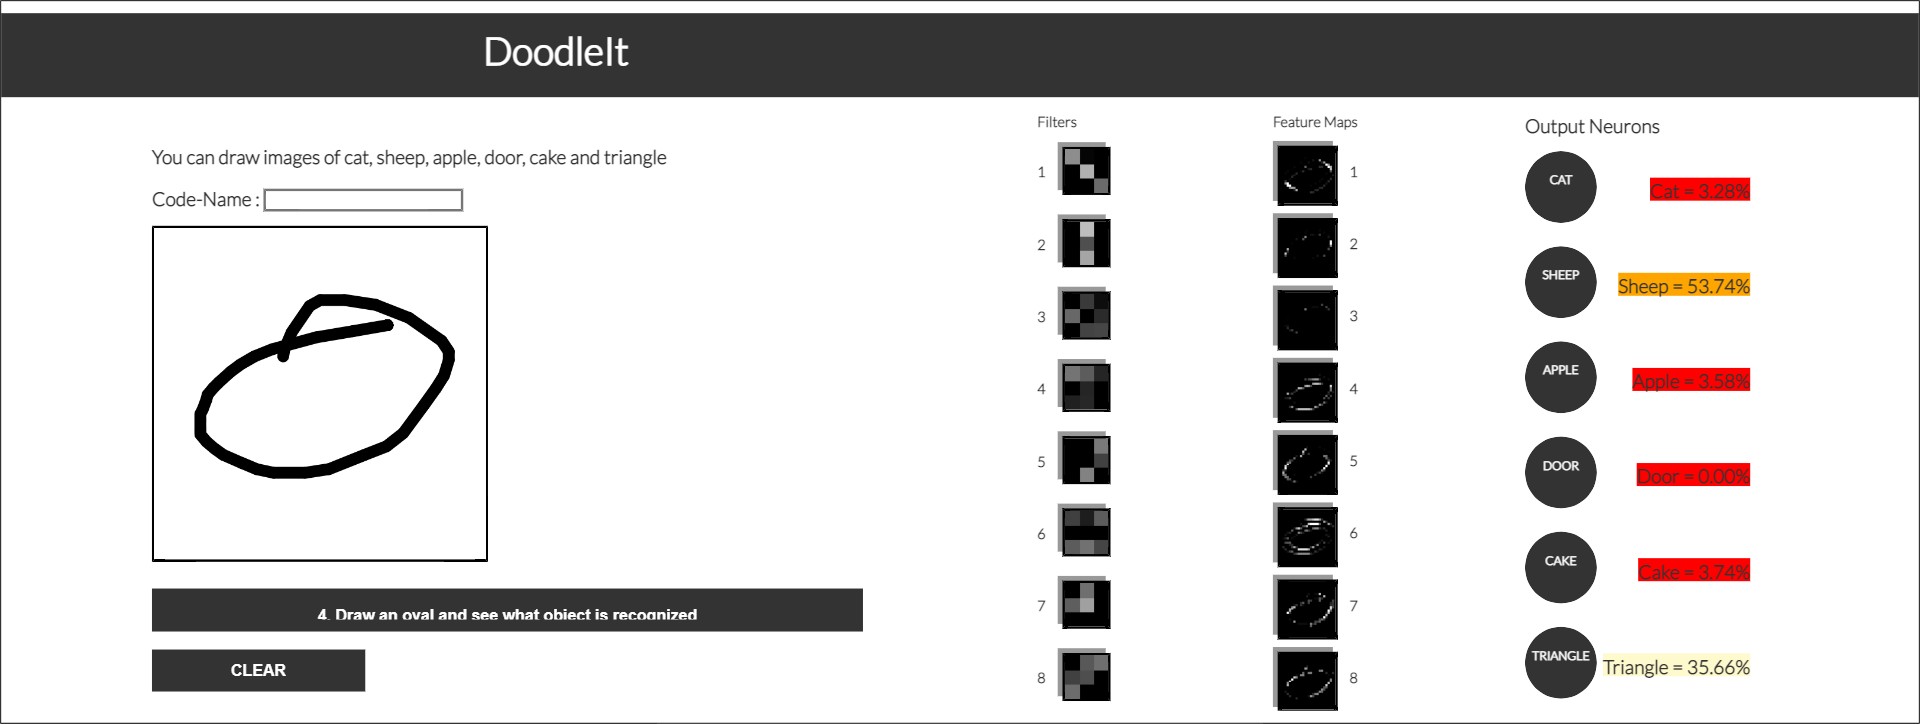 DoodleIt
You can draw images of cat, sheep, apple, door, cake and triangle
Code-Name :
4. Draw an oval and see what object is recognized
CLEAR
Filters
1
2
3
4
5
6
7
8
Feature Maps
1
2
3
4
5
6
7
8
Output Neurons
CAT
Cat = 3.28%
SHEEP
Sheep = 53.74%
APPLE
Apple = 3.58%
DOOR
Door = 0.00%
CAKE
Cake = 3.74%
TRIANGLE
Triangle = 35.66%